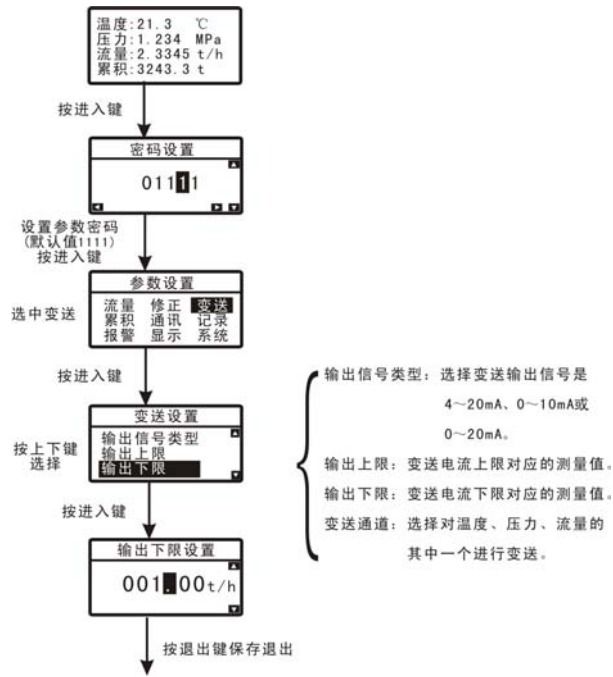 温度:21.3 ℃
压力:1.234 MPa
流量:2.3345 t/h
累积:3243.3 t
按进入键
密码设置
01111
设置参数密码
(默认值1111)
按进入键
参数设置
流量 修正 变送
累积 通讯 记录
报警 显示 系统
选中变送
按进入键
变送设置
输出信号类型
输出上限
输出下限
按上下键
选择
按进入键
输出下限设置
001.00t/h
按退出键保存退出
输出信号类型：选择变送输出信号是
4～20mA、0～10mA或
0～20mA。
输出上限：变送电流上限对应的测量值。
输出下限：变送电流下限对应的测量值。
变送通道：选择对温度、压力、流量的
其中一个进行变送。